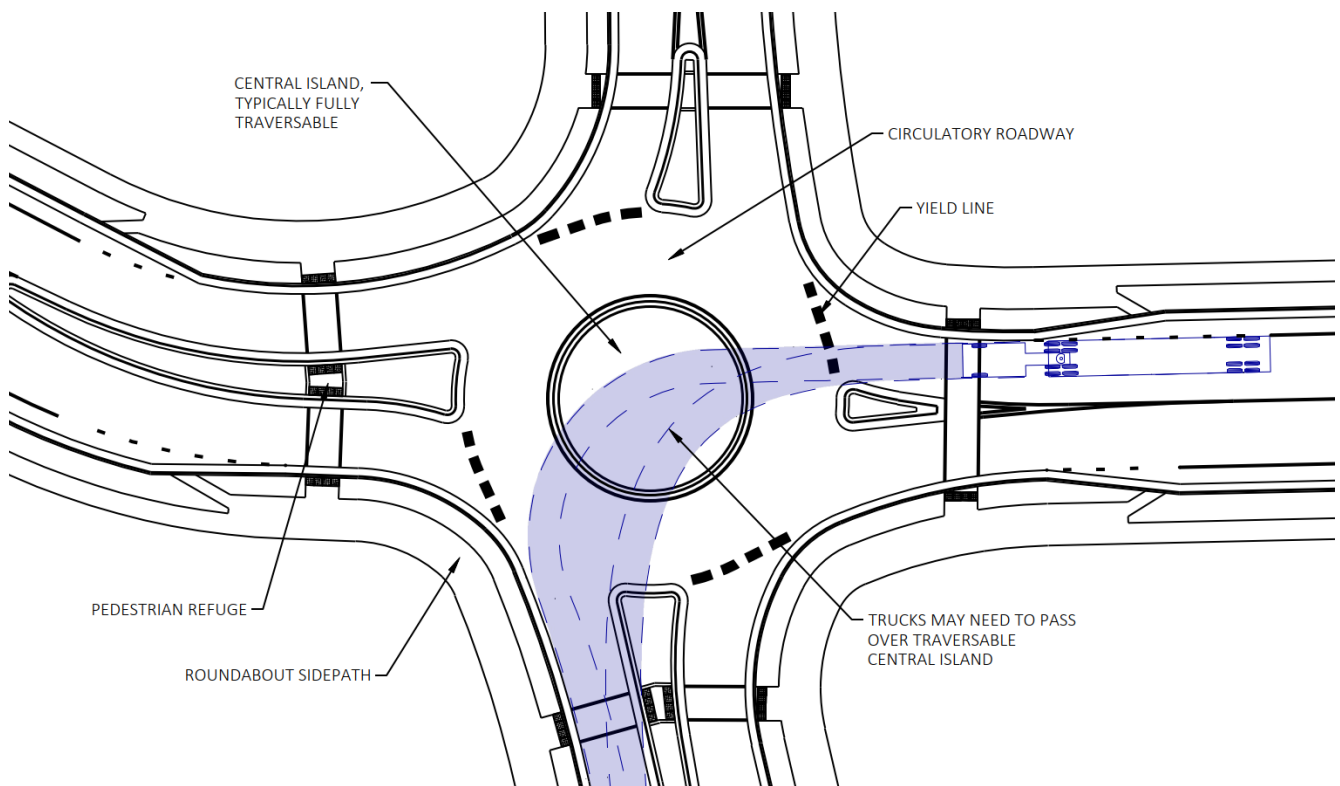 CENTRAL ISLAND,
TYPICALLY FULLY
TRAVERSABLE
CIRCULATORY ROADWAY
YIELD LINE
PEDESTRIAN REFUGE
TRUCKS MAY NEED TO PASS
OVER TRAVERSABLE
CENTRAL ISLAND
ROUNDABOUT SIDEPATH